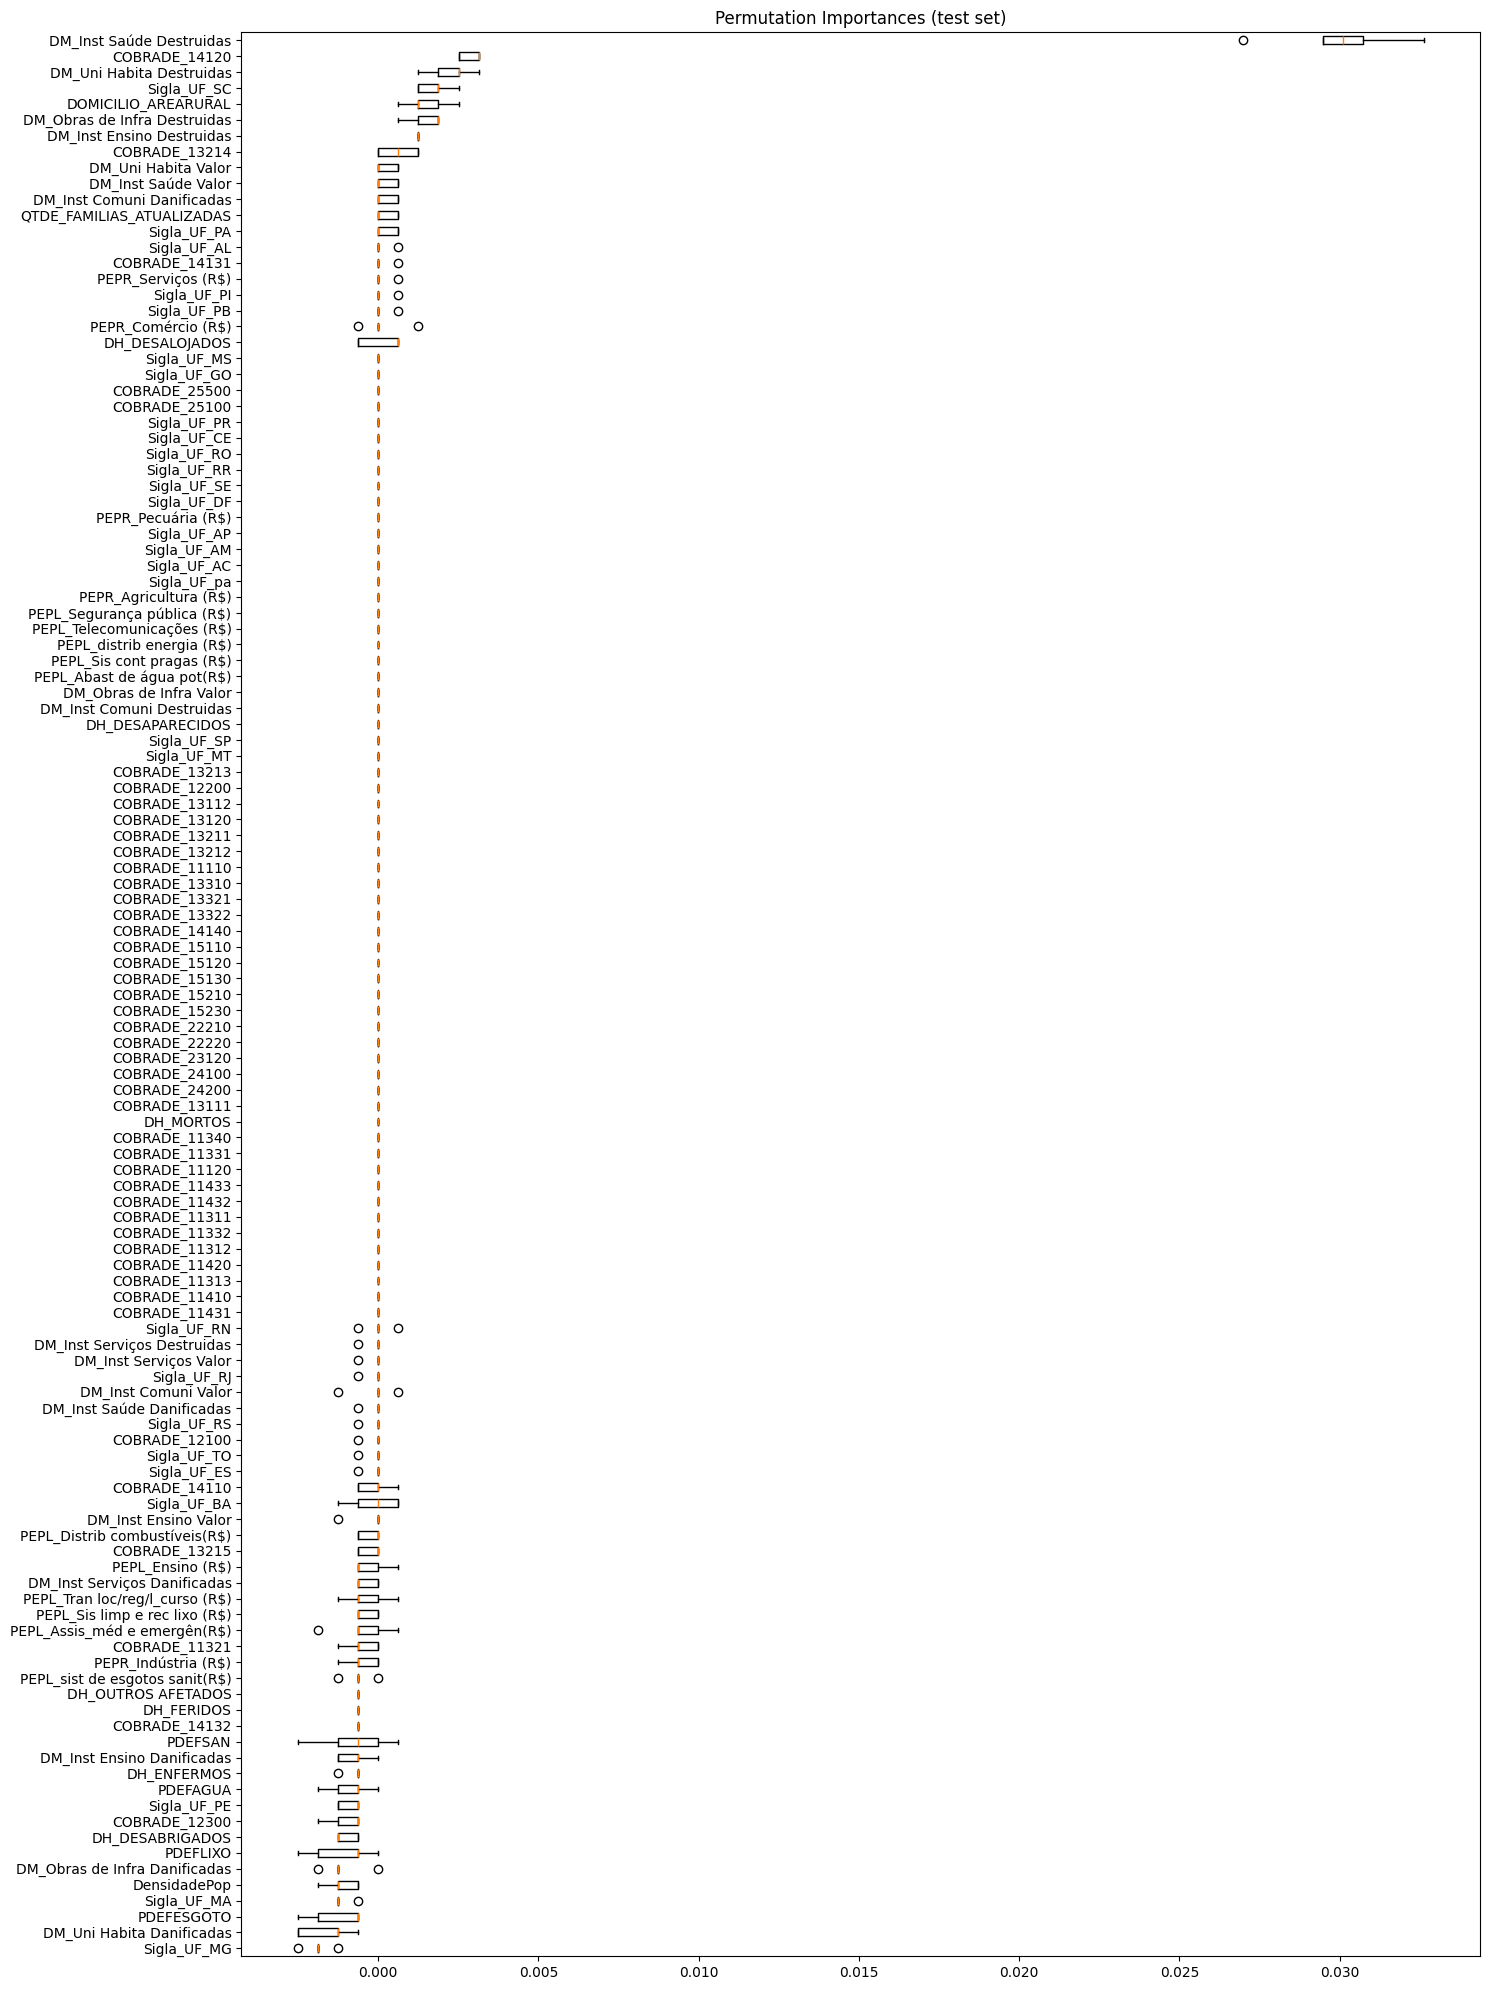 Permutation Importances (test set)
DM_Inst Saúde Destruidas
COBRADE_14120
DM_Uni Habita Destruidas
Sigla_UF_SC
DOMICILIO_AREARURAL
DM_Obras de Infra Destruidas
DM_Inst Ensino Destruidas
COBRADE_13214
DM_Uni Habita Valor
DM_Inst Saúde Valor
DM_Inst Comuni Danificadas
QTDE_FAMILIAS_ATUALIZADAS
Sigla_UF_PA
Sigla_UF_AL
COBRADE_14131
PEPR_Serviços (R$)
Sigla_UF_PI
Sigla_UF_PB
PEPR_Comércio (R$)
DH_DESALOJADOS
Sigla_UF_MS
Sigla_UF_GO
COBRADE_25500
COBRADE_25100
Sigla_UF_PR
Sigla_UF_CE
Sigla_UF_RO
Sigla_UF_RR
Sigla_UF_SE
Sigla_UF_DF
PEPR_Pecuária (R$)
Sigla_UF_AP
Sigla_UF_AM
Sigla_UF_AC
Sigla_UF_pa
PEPR_Agricultura (R$)
PEPL_Segurança pública (R$)
PEPL_Telecomunicações (R$)
PEPL_distrib energia (R$)
PEPL_Sis cont pragas (R$)
PEPL_Abast de água pot(R$)
DM_Obras de Infra Valor
DM_Inst Comuni Destruidas
DH_DESAPARECIDOS
Sigla_UF_SP
Sigla_UF_MT
COBRADE_13213
COBRADE_12200
COBRADE_13112
COBRADE_13120
COBRADE_13211
COBRADE_13212
COBRADE_11110
COBRADE_13310
COBRADE_13321
COBRADE_13322
COBRADE_14140
COBRADE_15110
COBRADE_15120
COBRADE_15130
COBRADE_15210
COBRADE_15230
COBRADE_22210
COBRADE_22220
COBRADE_23120
COBRADE_24100
COBRADE_24200
COBRADE_13111
DH_MORTOS
COBRADE_11340
COBRADE_11331
COBRADE_11120
COBRADE_11433
COBRADE_11432
COBRADE_11311
COBRADE_11332
COBRADE_11312
COBRADE_11420
COBRADE_11313
COBRADE_11410
COBRADE_11431
Sigla_UF_RN
DM_Inst Serviços Destruidas
DM_Inst Serviços Valor
Sigla_UF_RJ
DM_Inst Comuni Valor
DM_Inst Saúde Danificadas
Sigla_UF_RS
COBRADE_12100
Sigla_UF_TO
Sigla_UF_ES
COBRADE_14110
Sigla_UF_BA
DM_Inst Ensino Valor
PEPL_Distrib combustíveis(R$)
COBRADE_13215
PEPL_Ensino (R$)
DM_Inst Serviços Danificadas
PEPL_Tran loc/reg/l_curso (R$)
PEPL_Sis limp e rec lixo (R$)
PEPL_Assis_méd e emergên(R$)
COBRADE_11321
PEPR_Indústria (R$)
PEPL_sist de esgotos sanit(R$)
DH_OUTROS AFETADOS
DH_FERIDOS
COBRADE_14132
PDEFSAN
DM_Inst Ensino Danificadas
DH_ENFERMOS
PDEFAGUA
Sigla_UF_PE
COBRADE_12300
DH_DESABRIGADOS
PDEFLIXO
DM_Obras de Infra Danificadas
DensidadePop
Sigla_UF_MA
PDEFESGOTO
DM_Uni Habita Danificadas
Sigla_UF_MG
0.000 0.005 0.010 0.015 0.020 0.025 0.030